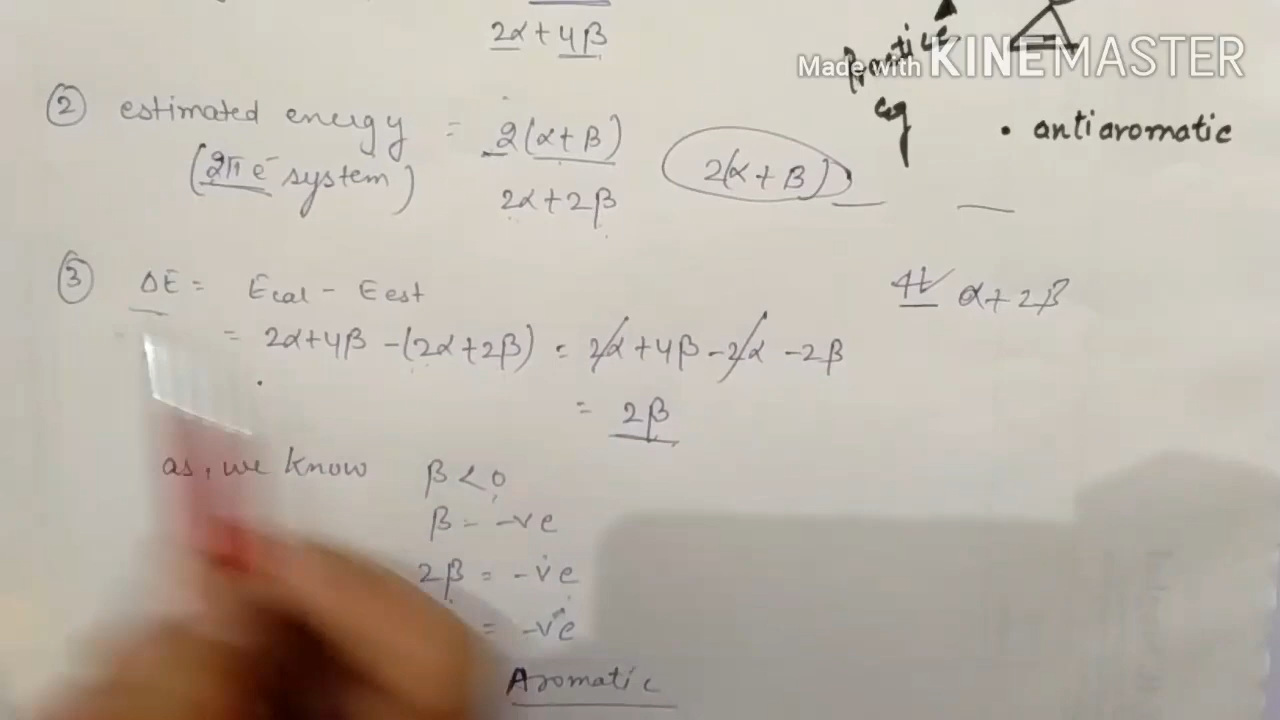 2α + 4β
Made with KINEMASTER
Practice
eq
• antiaromatic
② estimated energy = 2(α + β)
(2π e⁻ system)
2α + 2β
2(α + β)
③ ΔE = Ecal - Eest
= 2α + 4β - (2α + 2β) = 2α + 4β - 2α - 2β
= 2β
α + 2β
as, we know β < 0
β = -ve
2β = -ve
= -ve
Aromatic